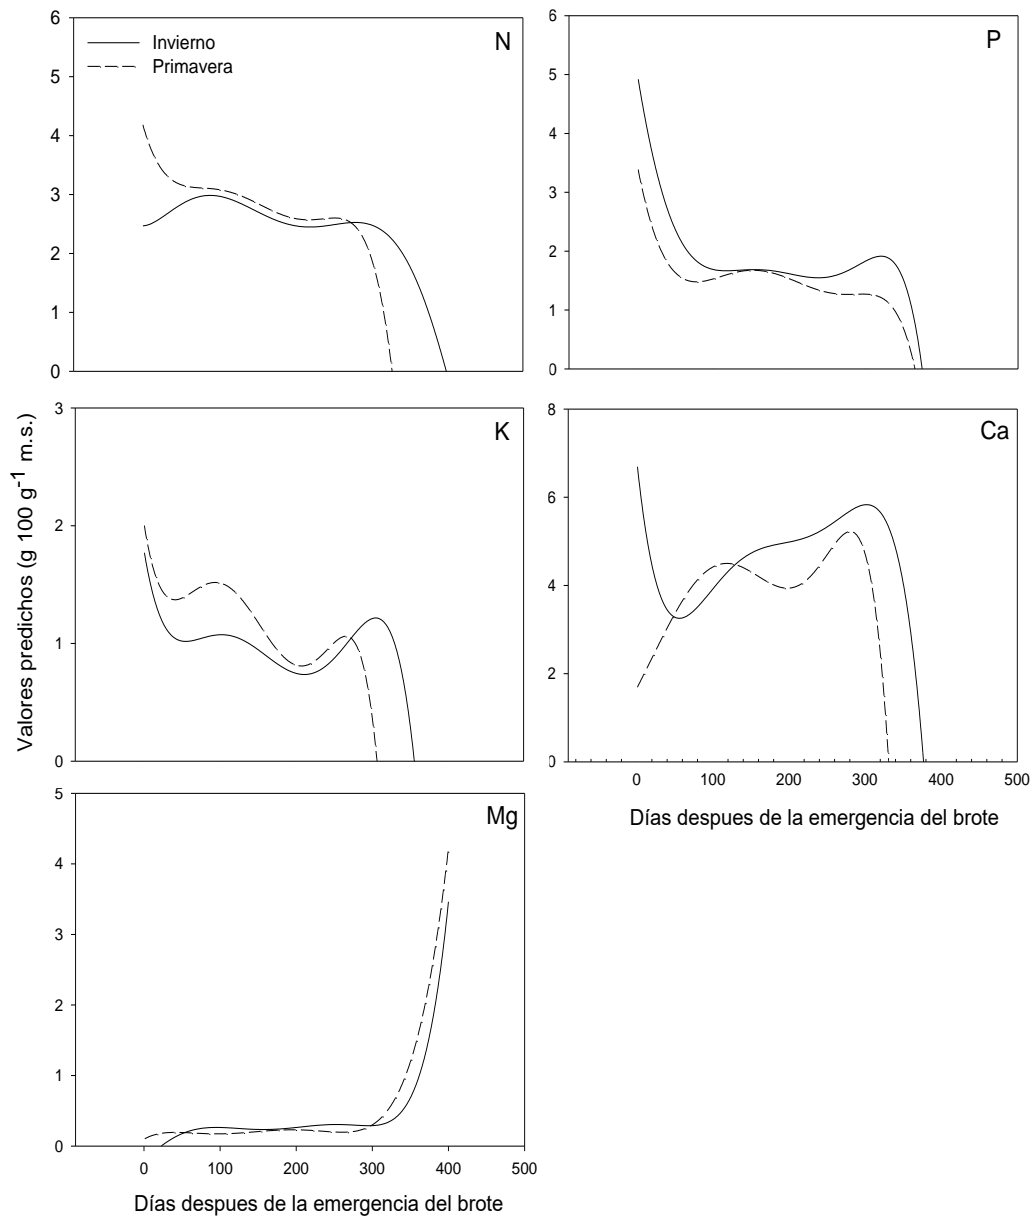 6
N
5
4
3
2
1
0
Invierno
Primavera
6
P
5
4
3
2
1
0
Valores predichos (g 100 g⁻¹ m.s.)
3
K
2
1
0
8
Ca
6
4
2
0
0 100 200 300 400 500
Días despues de la emergencia del brote
5
Mg
4
3
2
1
0
0 100 200 300 400 500
Días despues de la emergencia del brote